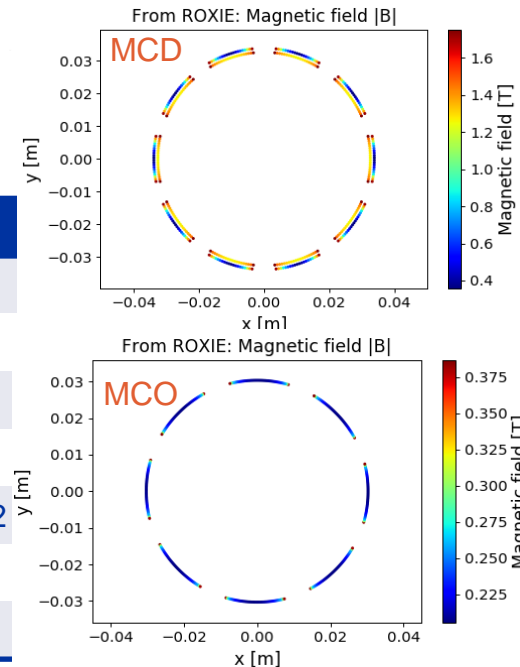 From ROXIE: Magnetic field |B|
MCD
y [m]
0.03
0.02
0.01
0.00
−0.01
−0.02
−0.03
−0.04 −0.02 0.00 0.02 0.04
x [m]
1.6
1.4
1.2
1.0
0.8
0.6
0.4
Magnetic field [T]
From ROXIE: Magnetic field |B|
MCO
y [m]
0.03
0.02
0.01
0.00
−0.01
−0.02
−0.03
−0.04 −0.02 0.00 0.02 0.04
x [m]
0.375
0.350
0.325
0.300
0.275
0.250
0.225
Magnetic field [T]
2